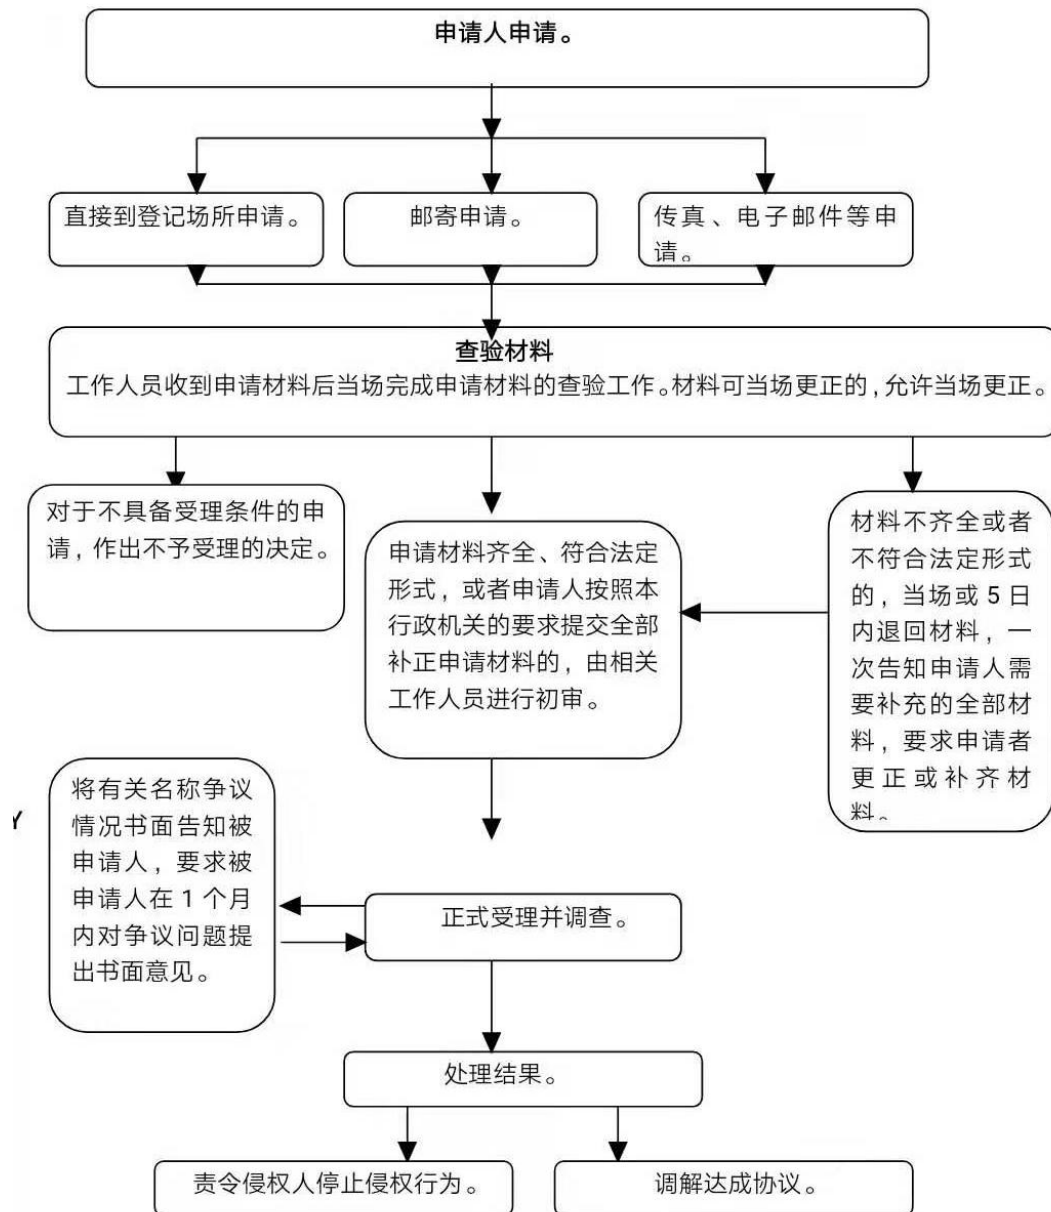 申请人申请。
直接到登记场所申请。
邮寄申请。
传真、电子邮件等申
请。
查验材料
工作人员收到申请材料后当场完成申请材料的查验工作。材料可当场更正的,允许当场更正。
对于不具备受理条件的申
请，作出不予受理的决定。
申请材料齐全、符合法定
形式，或者申请人按照本
行政机关的要求提交全部
补正申请材料的，由相关
工作人员进行初审。
材料不齐全或者
不符合法定形式
的，当场或 5 日
内退回材料，一
次告知申请人需
要补充的全部材
料，要求申请者
更正或补齐材
料。
将有关名称争议
情况书面告知被
申请人，要求被
申请人在 1 个月
内对争议问题提
出书面意见。
Y
正式受理并调查。
处理结果。
责令侵权人停止侵权行为。
调解达成协议。